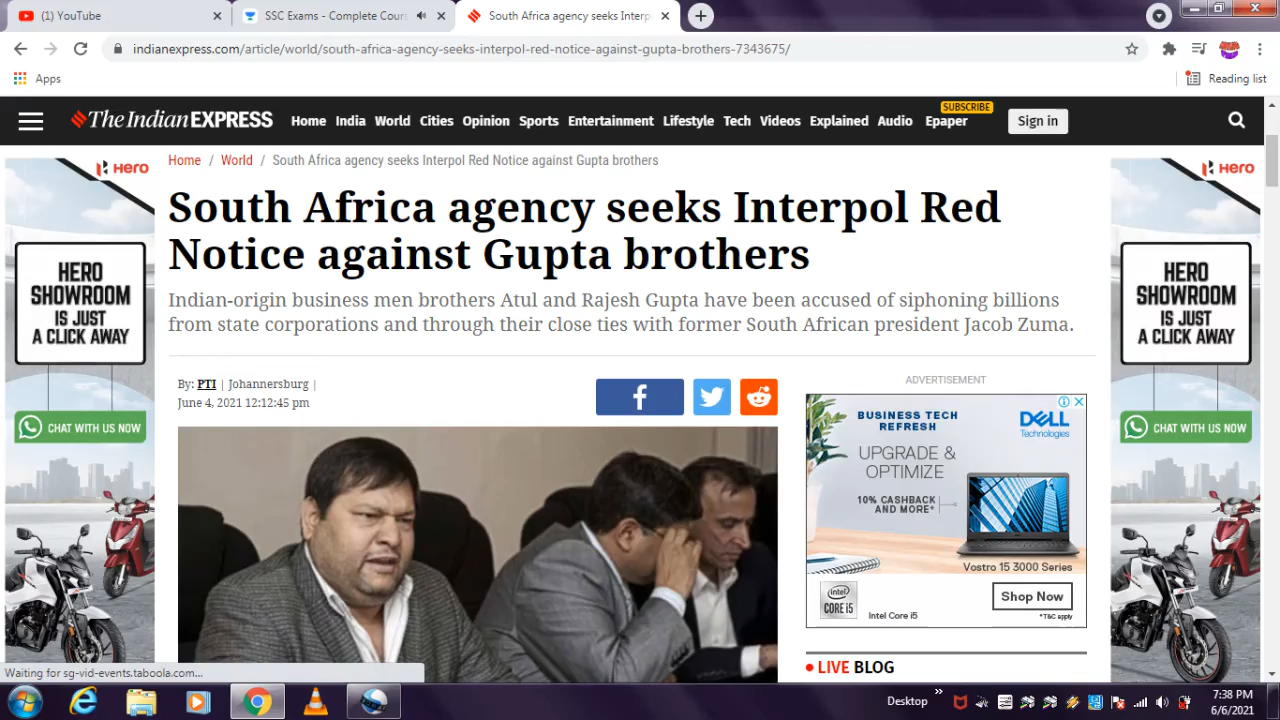 (1) YouTube
SSC Exams - Complete Cours
South Africa agency seeks Interp
indianexpress.com/article/world/south-africa-agency-seeks-interpol-red-notice-against-gupta-brothers-7343675/
Apps
Reading list
The Indian EXPRESS
Home India World Cities Opinion Sports Entertainment Lifestyle Tech Videos Explained Audio Epaper
SUBSCRIBE
Sign in
Home / World / South Africa agency seeks Interpol Red Notice against Gupta brothers
South Africa agency seeks Interpol Red
Notice against Gupta brothers
Indian-origin business men brothers Atul and Rajesh Gupta have been accused of siphoning billions
from state corporations and through their close ties with former South African president Jacob Zuma.
By: PTI | Johannersburg |
June 4, 2021 12:12:45 pm
ADVERTISEMENT
BUSINESS TECH
REFRESH
DELL
Technologies
UPGRADE &
OPTIMIZE
10% CASHBACK
AND MORE*
Vostro 15 3000 Series
intel
CORE i5
Intel Core i5
Shop Now
*T&C apply
LIVE BLOG
Hero
HERO
SHOWROOM
IS JUST
A CLICK AWAY
CHAT WITH US NOW
Hero
HERO
SHOWROOM
IS JUST
A CLICK AWAY
CHAT WITH US NOW
Waiting for sg-vid-events.taboola.com...
Desktop
7:38 PM
6/6/2021